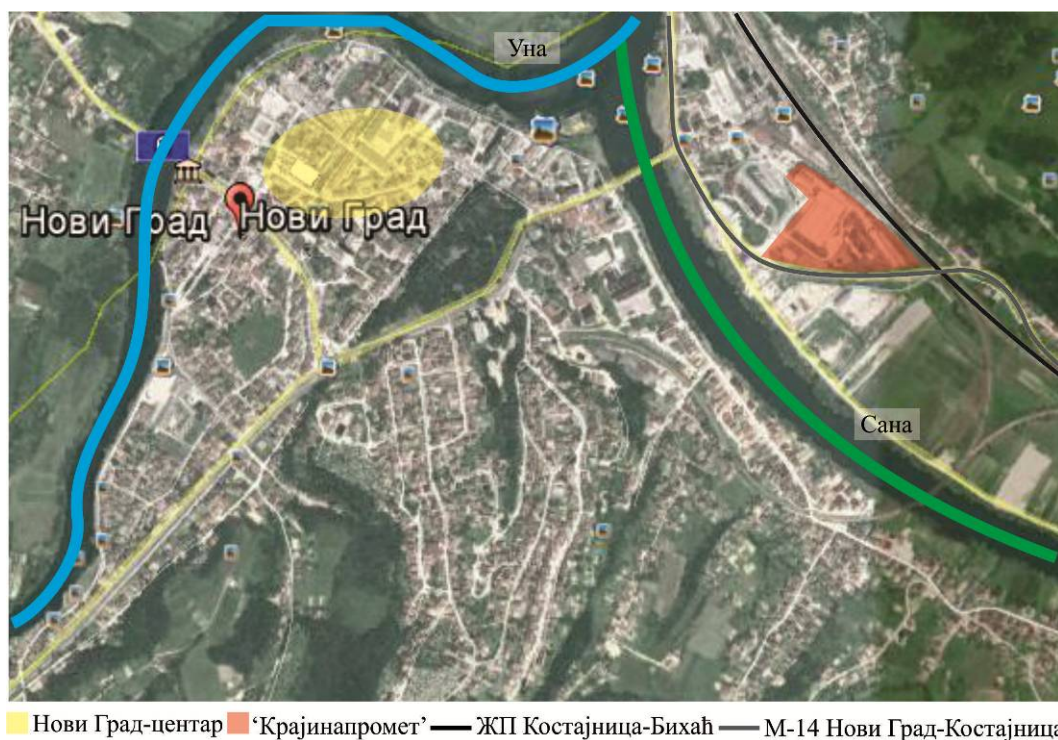 Уна
Нови Град
Нови Град
Сана
Нови Град-центар 'Крајинапромет' ЖП Костајница-Бихаћ М-14 Нови Град-Костајница